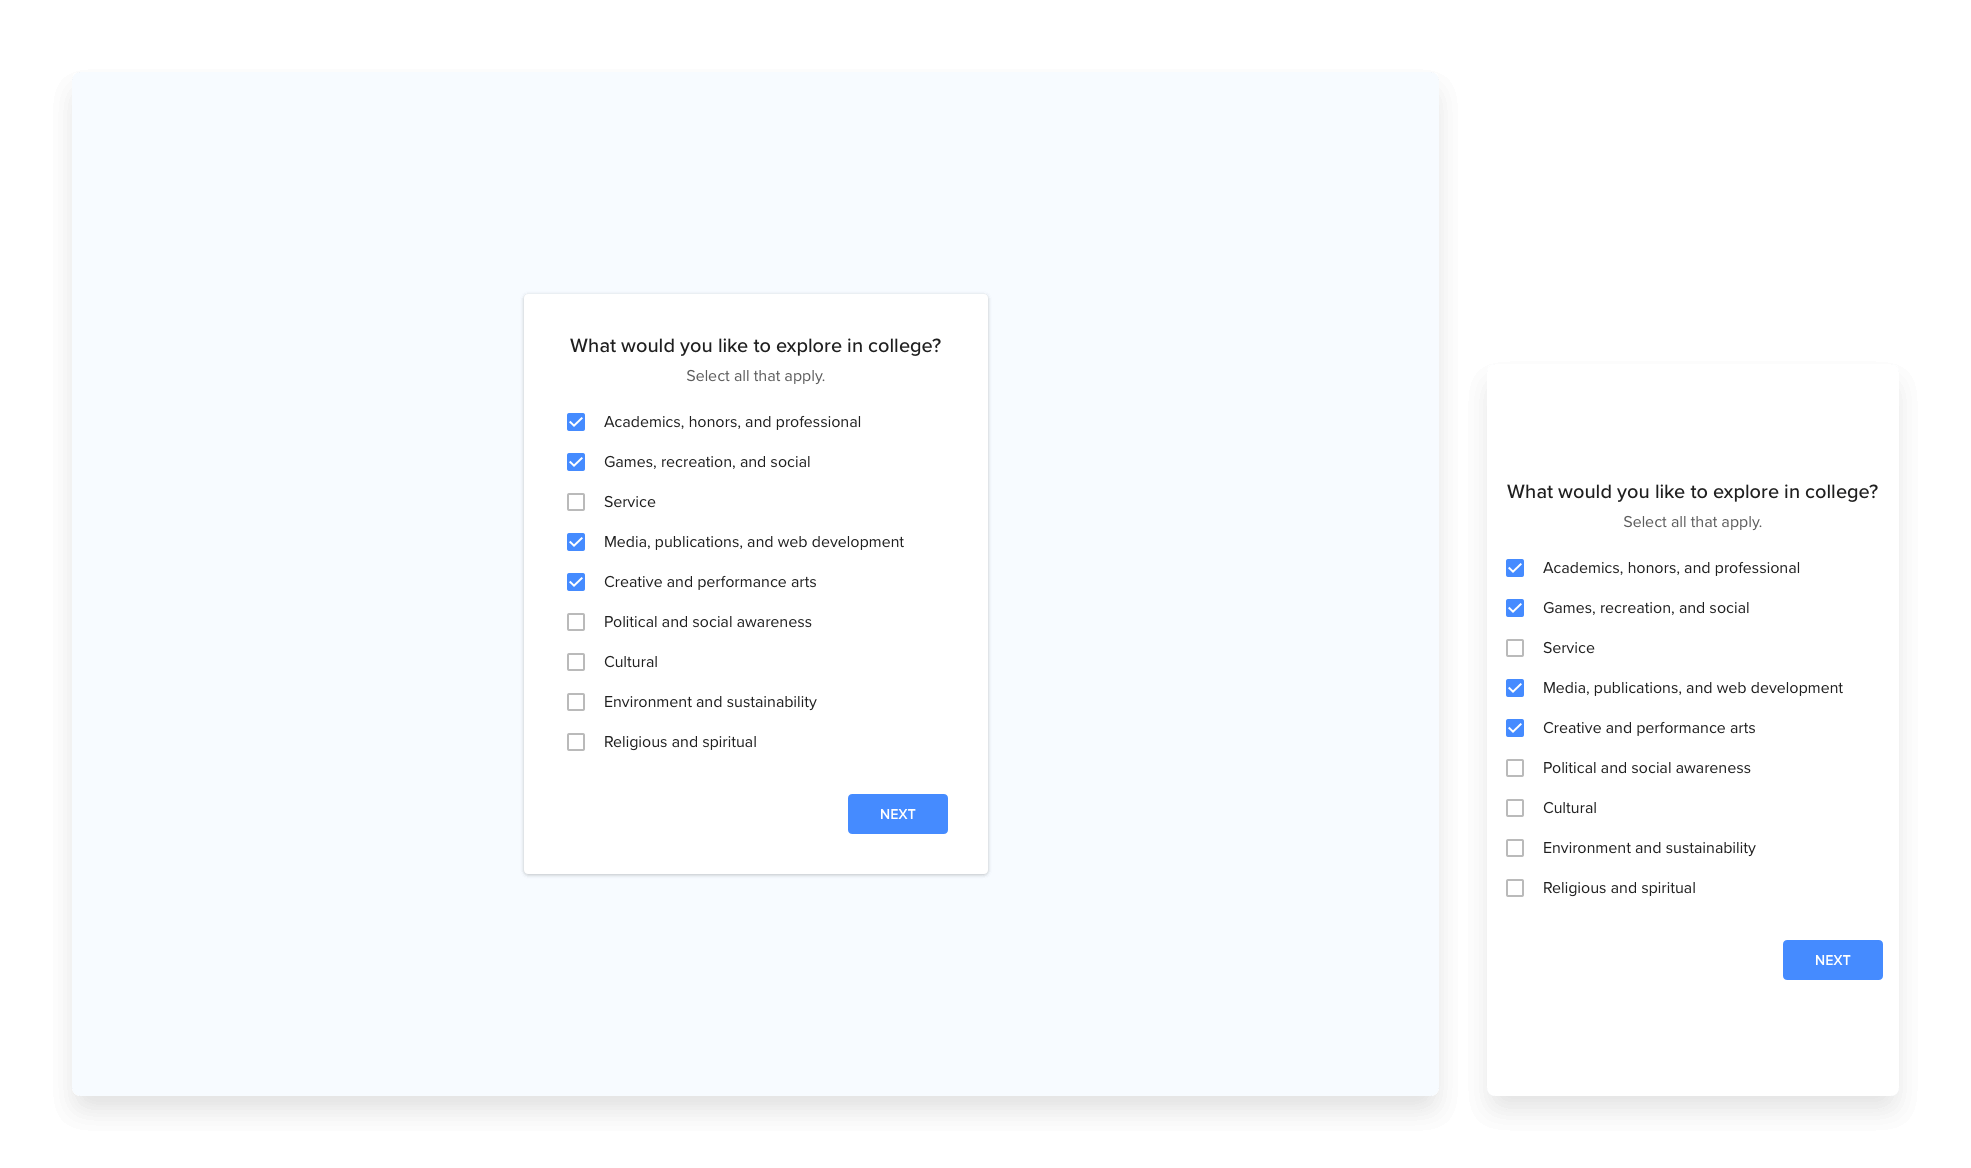 What would you like to explore in college?
Select all that apply.
Academics, honors, and professional
Games, recreation, and social
Service
Media, publications, and web development
Creative and performance arts
Political and social awareness
Cultural
Environment and sustainability
Religious and spiritual
NEXT
What would you like to explore in college?
Select all that apply.
Academics, honors, and professional
Games, recreation, and social
Service
Media, publications, and web development
Creative and performance arts
Political and social awareness
Cultural
Environment and sustainability
Religious and spiritual
NEXT